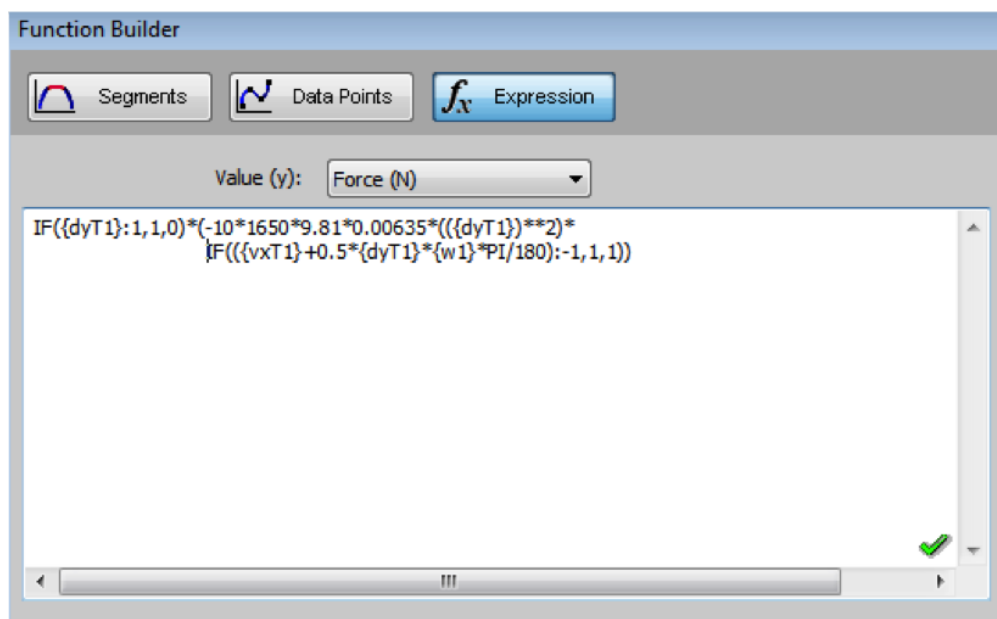 Function Builder
Segments
Data Points
fx Expression
Value (y): Force (N)
IF({dyT1}:1,1,0)*(-10*1650*9.81*0.00635*(({dyT1})**2)*
IF(({vxT1}+0.5*{dyT1}*{w1}*PI/180):-1,1,1))